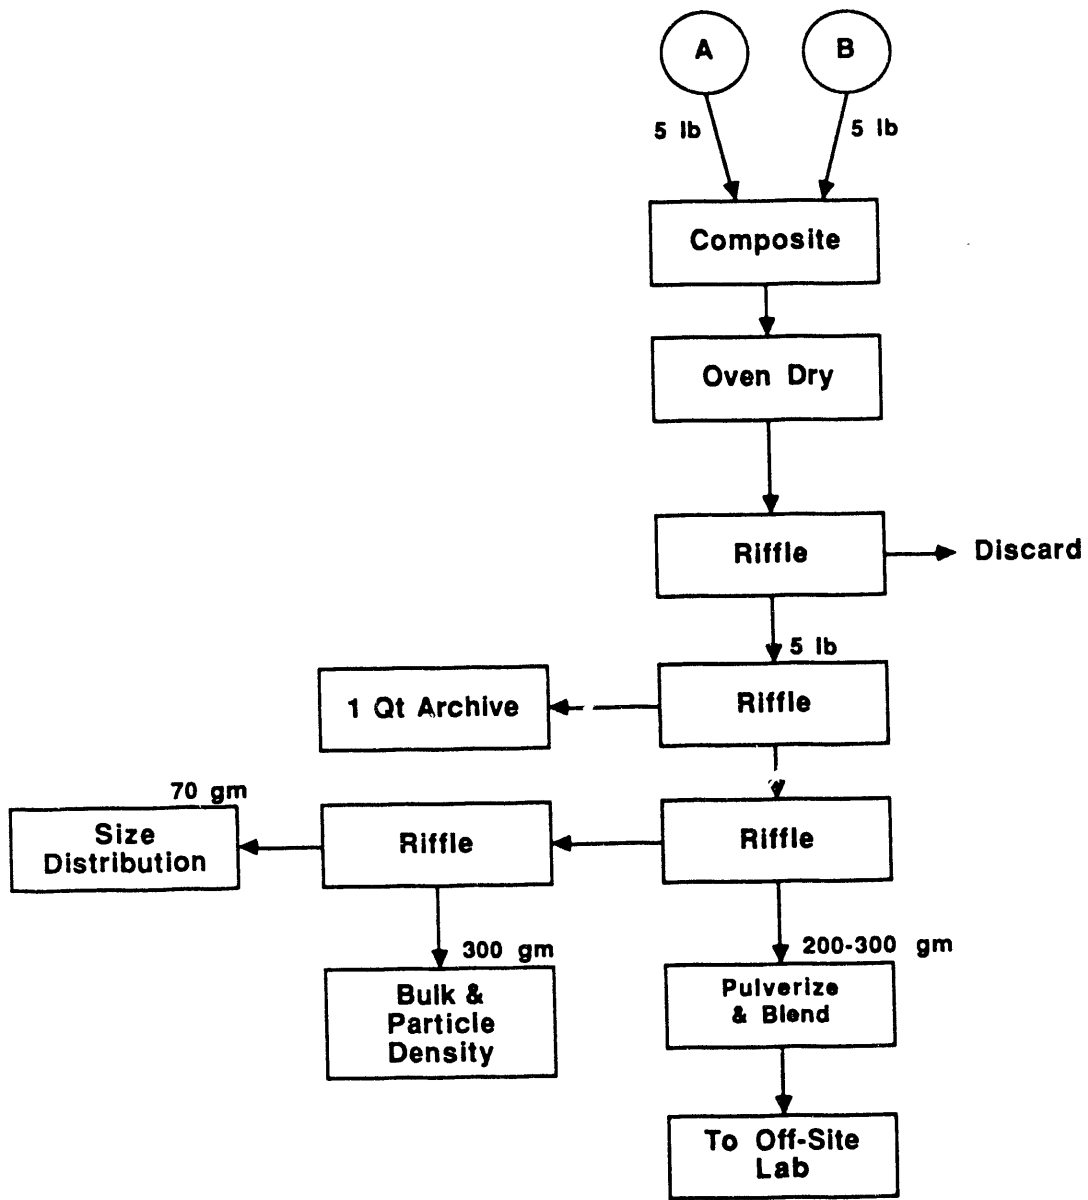 A
B
5 lb
5 lb
Composite
Oven Dry
Riffle
Discard
5 lb
1 Qt Archive
Riffle
70 gm
Size
Distribution
Riffle
Riffle
300 gm
200-300 gm
Bulk &
Particle
Density
Pulverize
& Blend
To Off-Site
Lab